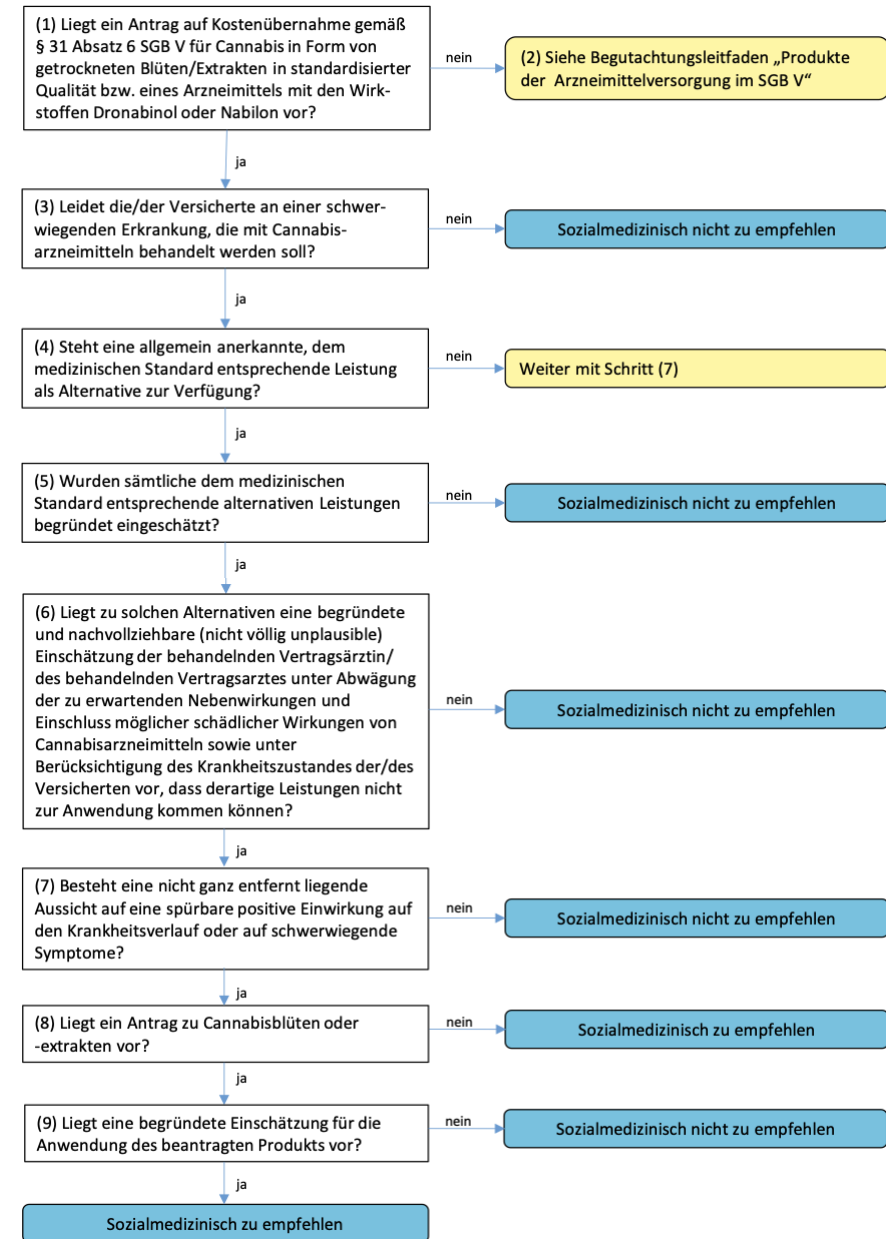 (1) Liegt ein Antrag auf Kostenübernahme gemäß
§ 31 Absatz 6 SGB V für Cannabis in Form von
getrockneten Blüten/Extrakten in standardisierter
Qualität bzw. eines Arzneimittels mit den Wirk-
stoffen Dronabinol oder Nabilon vor?
nein
(2) Siehe Begutachtungsleitfaden „Produkte
der Arzneimittelversorgung im SGB V“
ja
(3) Leidet die/der Versicherte an einer schwer-
wiegenden Erkrankung, die mit Cannabis-
arzneimitteln behandelt werden soll?
nein
Sozialmedizinisch nicht zu empfehlen
ja
(4) Steht eine allgemein anerkannte, dem
medizinischen Standard entsprechende Leistung
als Alternative zur Verfügung?
nein
Weiter mit Schritt (7)
ja
(5) Wurden sämtliche dem medizinischen
Standard entsprechende alternativen Leistungen
begründet eingeschätzt?
nein
Sozialmedizinisch nicht zu empfehlen
ja
(6) Liegt zu solchen Alternativen eine begründete
und nachvollziehbare (nicht völlig unplausible)
Einschätzung der behandelnden Vertragsärztin/
des behandelnden Vertragsarztes unter Abwägung
der zu erwartenden Nebenwirkungen und
Einschluss möglicher schädlicher Wirkungen von
Cannabisarzneimitteln sowie unter
Berücksichtigung des Krankheitszustandes der/des
Versicherten vor, dass derartige Leistungen nicht
zur Anwendung kommen können?
nein
Sozialmedizinisch nicht zu empfehlen
ja
(7) Besteht eine nicht ganz entfernt liegende
Aussicht auf eine spürbare positive Einwirkung auf
den Krankheitsverlauf oder auf schwerwiegende
Symptome?
nein
Sozialmedizinisch nicht zu empfehlen
ja
(8) Liegt ein Antrag zu Cannabisblüten oder
-extrakten vor?
nein
Sozialmedizinisch zu empfehlen
ja
(9) Liegt eine begründete Einschätzung für die
Anwendung des beantragten Produkts vor?
nein
Sozialmedizinisch nicht zu empfehlen
ja
Sozialmedizinisch zu empfehlen